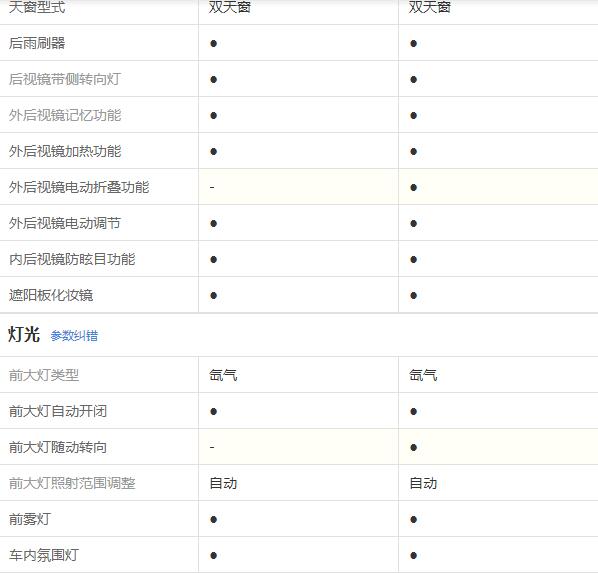 天窗型式 双天窗 双天窗
后雨刷器 ● ●
后视镜带侧转向灯 ● ●
外后视镜记忆功能 ● ●
外后视镜加热功能 ● ●
外后视镜电动折叠功能 - ●
外后视镜电动调节 ● ●
内后视镜防眩目功能 ● ●
遮阳板化妆镜 ● ●
灯光 参数纠错
前大灯类型 氙气 氙气
前大灯自动开闭 ● ●
前大灯随动转向 - ●
前大灯照射范围调整 自动 自动
前雾灯 ● ●
车内氛围灯 ● ●